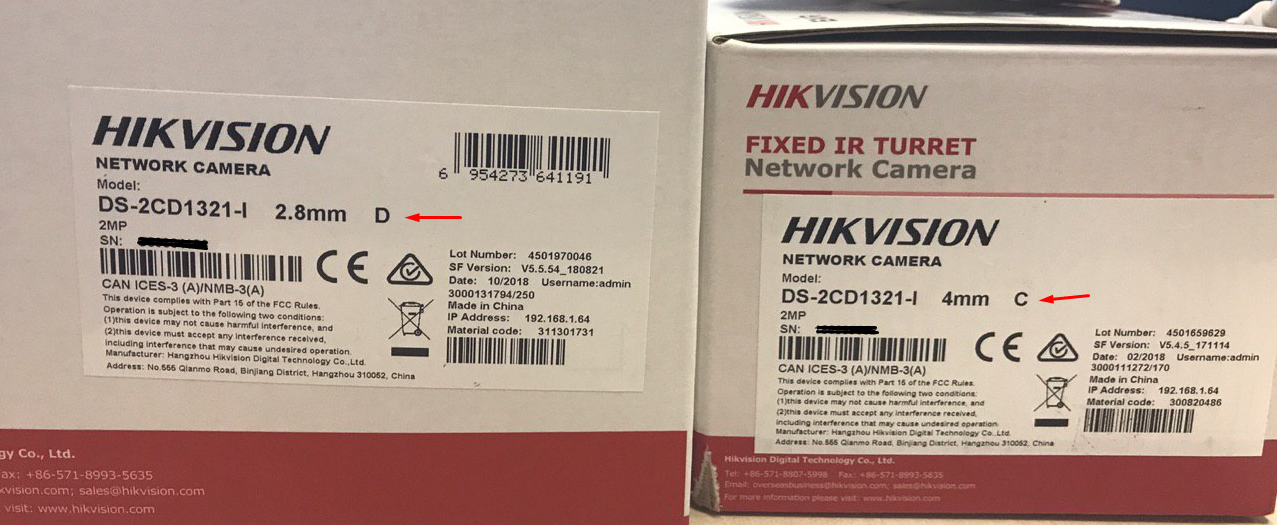 HIKVISION
NETWORK CAMERA
Model:
DS-2CD1321-I 2.8mm D
2MP
SN:
6 954273 641191
CAN ICES-3 (A)/NMB-3(A)
This device complies with Part 15 of the FCC Rules.
Operation is subject to the following two conditions:
(1)this device may not cause harmful interference, and
(2)this device must accept any interference received,
including interference that may cause undesired operation.
Manufacturer: Hangzhou Hikvision Digital Technology Co.,Ltd.
Address: No.555 Qianmo Road, Binjiang District, Hangzhou 310052, China
Lot Number: 4501970046
SF Version: V5.5.54_180821
Date: 10/2018 Username:admin
3000131794/250
Made in China
IP Address: 192.168.1.64
Material code: 311301731
gy Co., Ltd.
Fax: +86-571-8993-5635
kvision.com; sales@hikvision.com
visit: www.hikvision.com
HIKVISION
FIXED IR TURRET
Network Camera
HIKVISION
NETWORK CAMERA
Model:
DS-2CD1321-I 4mm C
2MP
SN:
CAN ICES-3 (A)/NMB-3(A)
This device complies with Part 15 of the FCC Rules.
Operation is subject to the following two conditions:
(1)this device may not cause harmful interference, and
(2)this device must accept any interference received,
including interference that may cause undesired operation.
Manufacturer: Hangzhou Hikvision Digital Technology Co.,Ltd.
Address: No.555 Qianmo Road, Binjiang District, Hangzhou 310052, China
Lot Number: 4501659629
SF Version: V5.4.5_171114
Date: 02/2018 Username:admin
3000111272/170
Made in China
IP Address: 192.168.1.64
Material code: 300820486
Hikvision Digital Technology Co., Ltd.
Tel: +86-571-8807-5998 Fax: +86-571-8993-5635
Email: overseasbusiness@hikvision.com; sales@hikvision.com
For more information please visit: www.hikvision.com